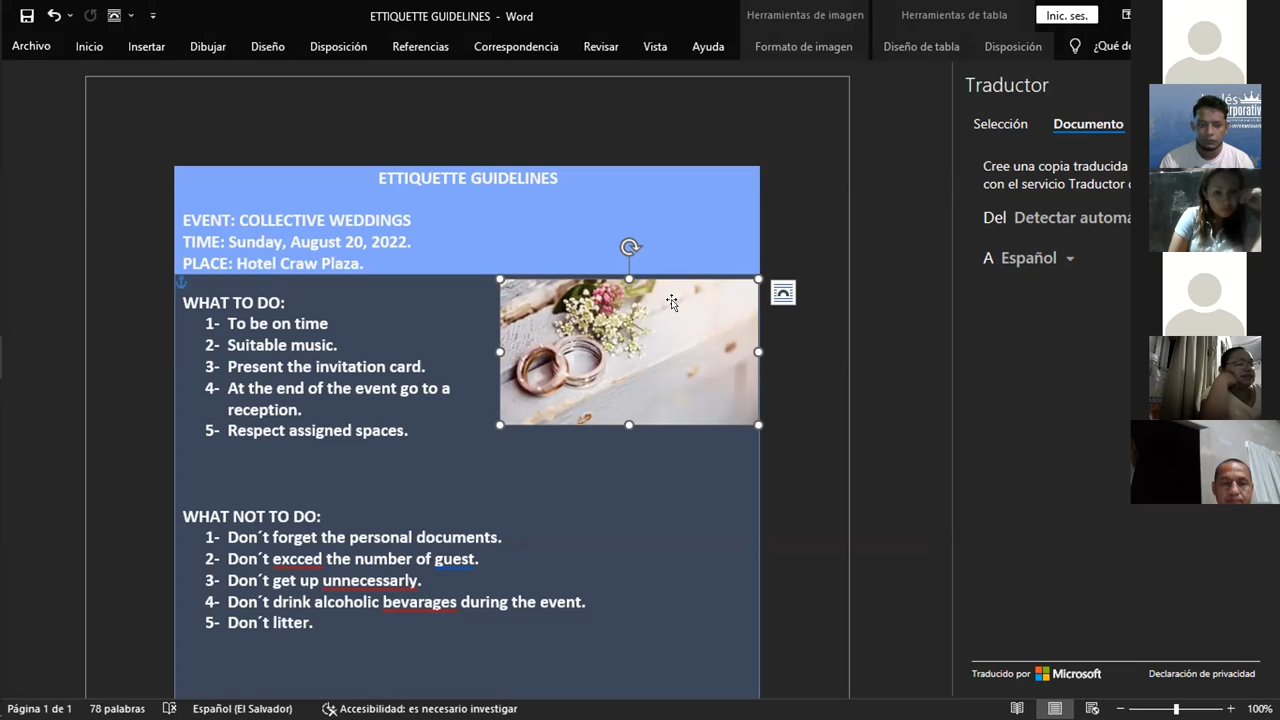 ETTIQUETTE GUIDELINES - Word
Herramientas de imagen
Herramientas de tabla
Inic. ses.
Archivo
Inicio
Insertar
Dibujar
Diseño
Disposición
Referencias
Correspondencia
Revisar
Vista
Ayuda
Formato de imagen
Diseño de tabla
Disposición
¿Qué de
ETTIQUETTE GUIDELINES
EVENT: COLLECTIVE WEDDINGS
TIME: Sunday, August 20, 2022.
PLACE: Hotel Craw Plaza.
WHAT TO DO:
1- To be on time
2- Suitable music.
3- Present the invitation card.
4- At the end of the event go to a
reception.
5- Respect assigned spaces.
WHAT NOT TO DO:
1- Don´t forget the personal documents.
2- Don´t excced the number of guest.
3- Don´t get up unnecessarly.
4- Don´t drink alcoholic bevarages during the event.
5- Don´t litter.
Traductor
Selección
Documento
Cree una copia traducida
con el servicio Traductor
Del Detectar automa
A Español
Traducido por Microsoft
Declaración de privacidad
Página 1 de 1
78 palabras
Español (El Salvador)
Accesibilidad: es necesario investigar
100%